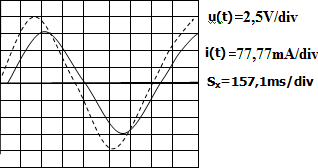 u(t)=2,5V/div
i(t)=77,77mA/div
Sx=157,1ms/div